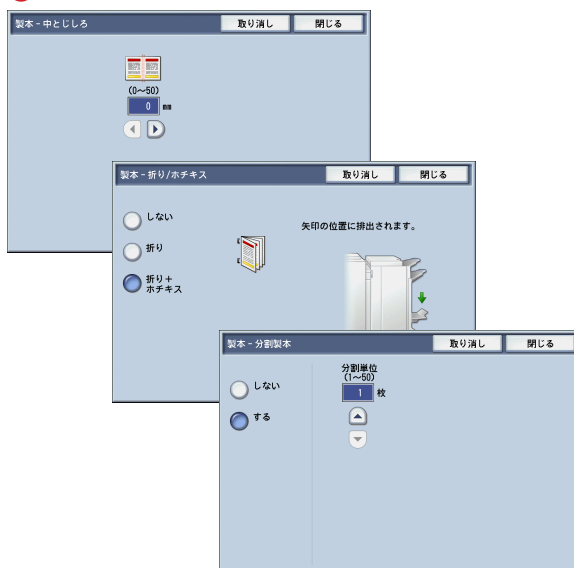 製本 - 中とじしろ
取り消し
閉じる
(0～50)
0 mm
製本 - 折り/ホチキス
取り消し
閉じる
しない
折り
折り＋
ホチキス
矢印の位置に排出されます。
製本 - 分割製本
取り消し
閉じる
しない
する
分割単位
(1～50)
1 枚